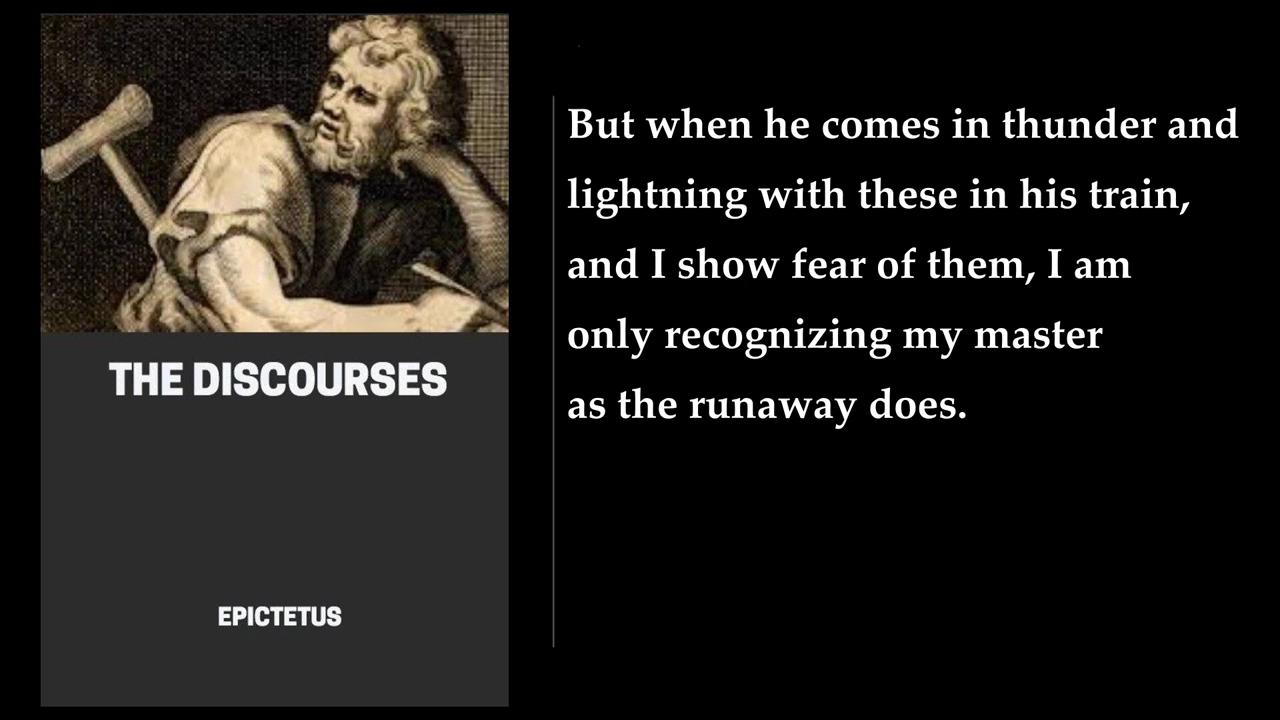 THE DISCOURSES
EPICTETUS
But when he comes in thunder and
lightning with these in his train,
and I show fear of them, I am
only recognizing my master
as the runaway does.